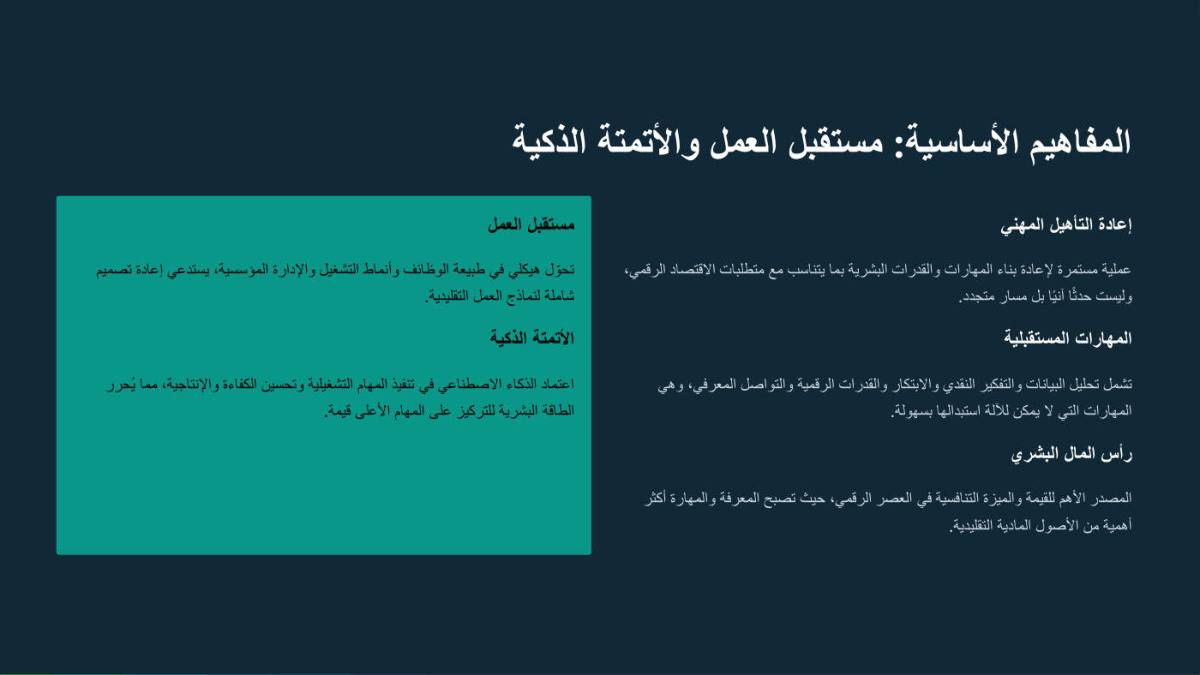 المفاهيم الأساسية: مستقبل العمل والأتمتة الذكية
إعادة التأهيل المهني
عملية مستمرة لإعادة بناء المهارات والقدرات البشرية بما يتناسب مع متطلبات الاقتصاد الرقمي،
وليست حدثًا آنيًا بل مسار متجدد.
المهارات المستقبلية
تشمل تحليل البيانات والتفكير النقدي والابتكار والقدرات الرقمية والتواصل المعرفي، وهي
المهارات التي لا يمكن للآلة استبدالها بسهولة.
رأس المال البشري
المصدر الأهم للقيمة والميزة التنافسية في العصر الرقمي، حيث تصبح المعرفة والمهارة أكثر
أهمية من الأصول المادية التقليدية.
مستقبل العمل
تحوّل هيكلي في طبيعة الوظائف وأنماط التشغيل والإدارة المؤسسية، يستدعي إعادة تصميم
شاملة لنماذج العمل التقليدية.
الأتمتة الذكية
اعتماد الذكاء الاصطناعي في تنفيذ المهام التشغيلية وتحسين الكفاءة والإنتاجية، مما يُحرر
الطاقة البشرية للتركيز على المهام الأعلى قيمة.